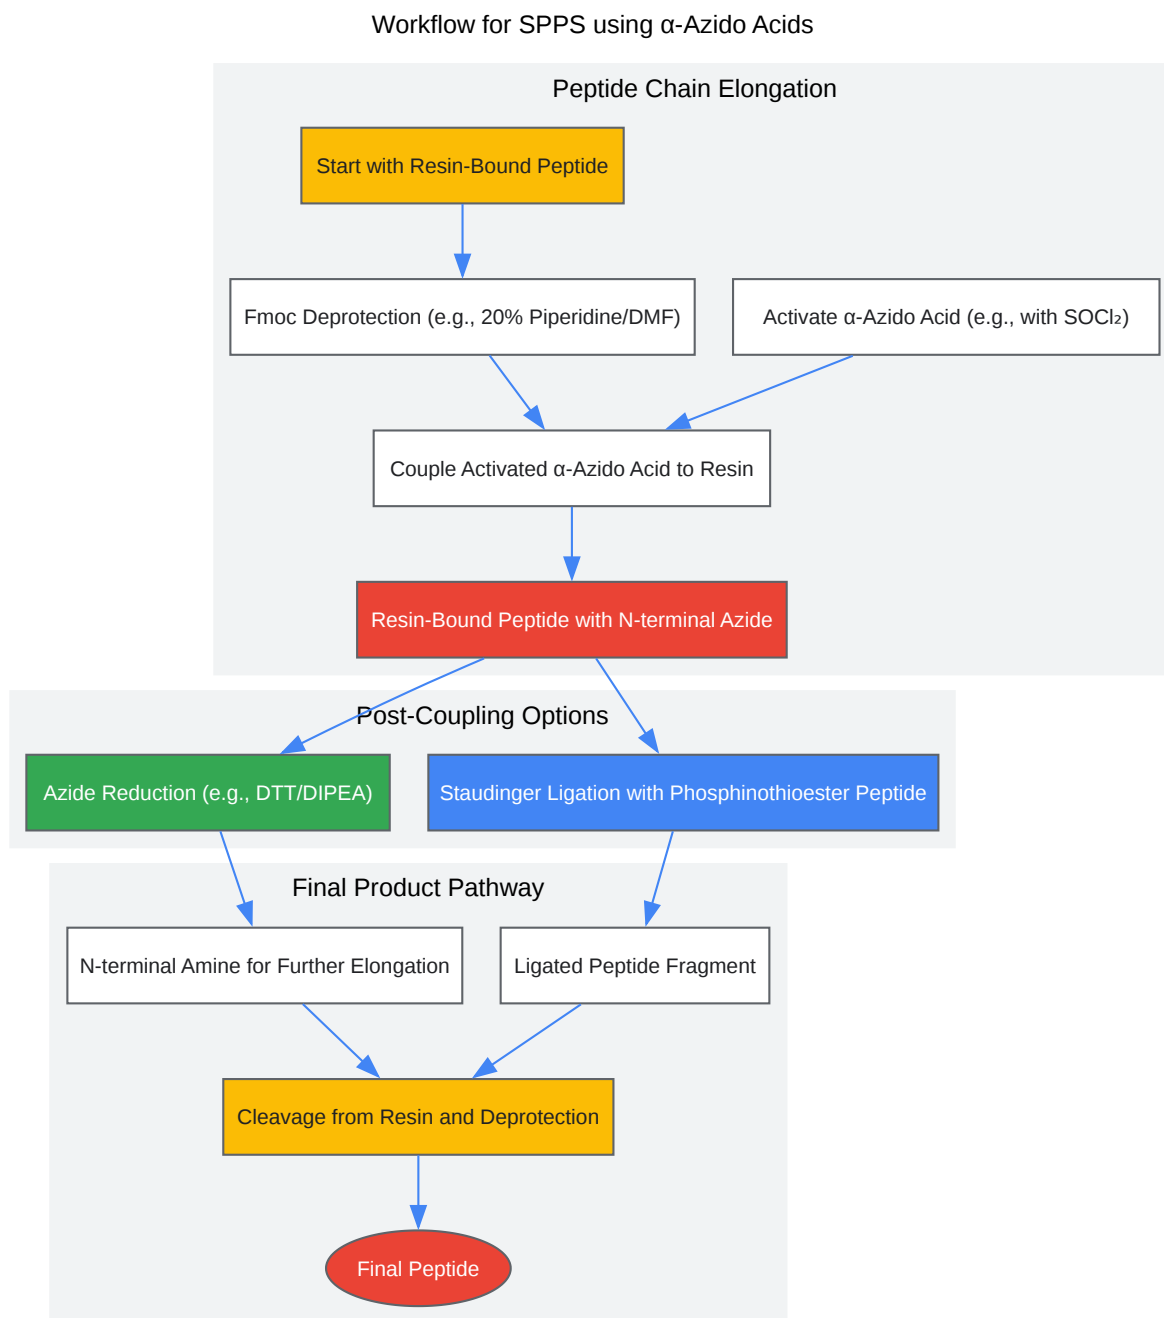 Workflow for SPPS using α-Azido Acids
Peptide Chain Elongation
Start with Resin-Bound Peptide
Fmoc Deprotection (e.g., 20% Piperidine/DMF)
Activate α-Azido Acid (e.g., with SOCl₂)
Couple Activated α-Azido Acid to Resin
Resin-Bound Peptide with N-terminal Azide
Post-Coupling Options
Azide Reduction (e.g., DTT/DIPEA)
Staudinger Ligation with Phosphinothioester Peptide
Final Product Pathway
N-terminal Amine for Further Elongation
Ligated Peptide Fragment
Cleavage from Resin and Deprotection
Final Peptide